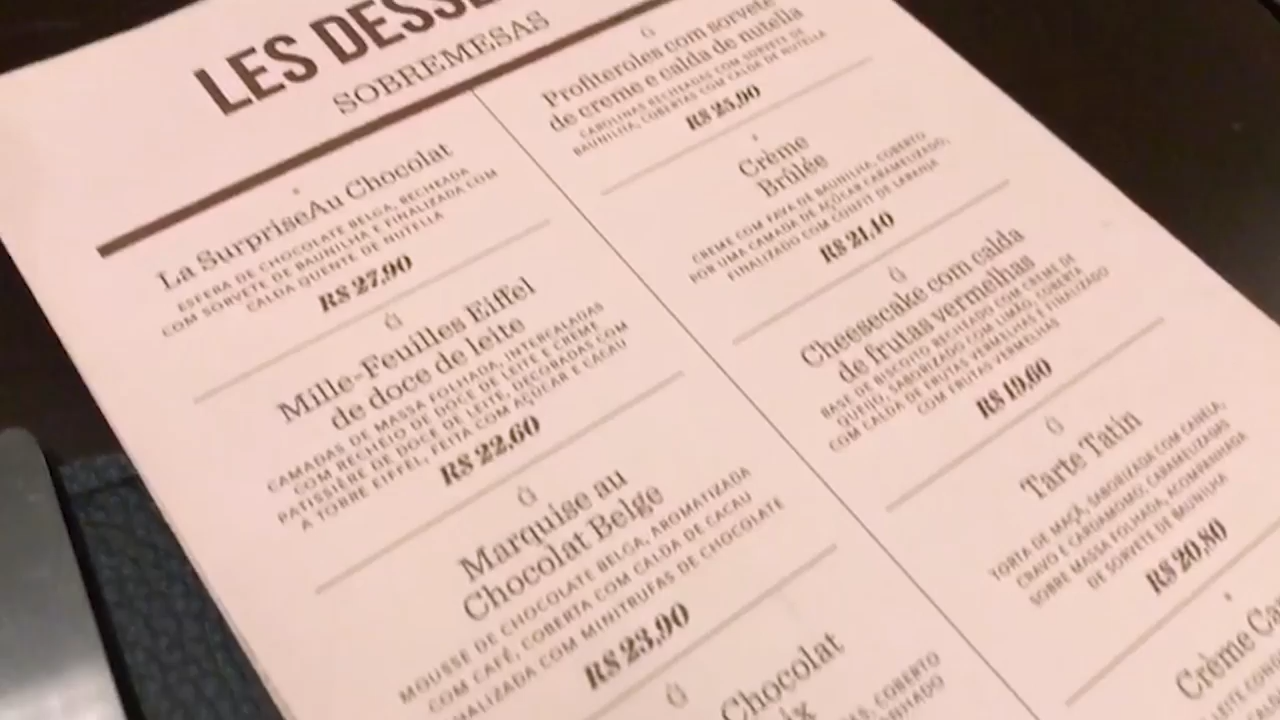 LES DESSE
SOBREMESAS
La SurpriseAu Chocolat
ESFERA DE CHOCOLATE BELGA, RECHEADA
COM SORVETE DE BAUNILHA E FINALIZADA COM
CALDA QUENTE DE NUTELLA
R$ 27,90
Mille-Feuilles Eiffel
de doce de leite
CAMADAS DE MASSA FOLHADA, INTERCALADAS
COM RECHEIO DE DOCE DE LEITE E CREME
PATISSIÈRE DE DOCE DE LEITE, DECORADAS COM
A TORRE EIFFEL, FEITA COM AÇÚCAR E CACAU
R$ 22,60
Marquise au
Chocolat Belge
MOUSSE DE CHOCOLATE BELGA, AROMATIZADA
COM CAFÉ, COBERTA COM CALDA DE CACAU
NALIZADA COM MINITRUFAS DE CHOCOLATE
R$ 23,90
Chocolat
COBERTO
Profiteroles com sorvete
de creme e calda de nutella
CAROLINAS RECHEADAS COM SORVETE DE
BAUNILHA, COBERTAS COM CALDA DE NUTELLA
R$ 25,90
Crème
Brûlée
CREME COM FAVA DE BAUNILHA, COBERTO
POR UMA CAMADA DE AÇÚCAR CARAMELIZADO,
FINALIZADO COM CONFIT DE LARANJA
R$ 21,40
Cheesecake com calda
de frutas vermelhas
BASE DE BISCOITO RECHEADO COM CREME DE
QUEIJO, SABORIZADO COM LIMÃO, COBERTA
COM CALDA DE FRUTAS VERMELHAS E FINALIZADO
COM FRUTAS VERMELHAS
R$ 19,60
Tarte Tatin
TORTA DE MAÇÃ, SABORIZADE COM CANELA,
CRAVO E CARDAMOMO, CARAMELIZADAS
SOBRE MASSA FOLHADA, ACOMPANHADA
DE SORVETE DE BAUNILHA
R$ 20,80
Crème Ca